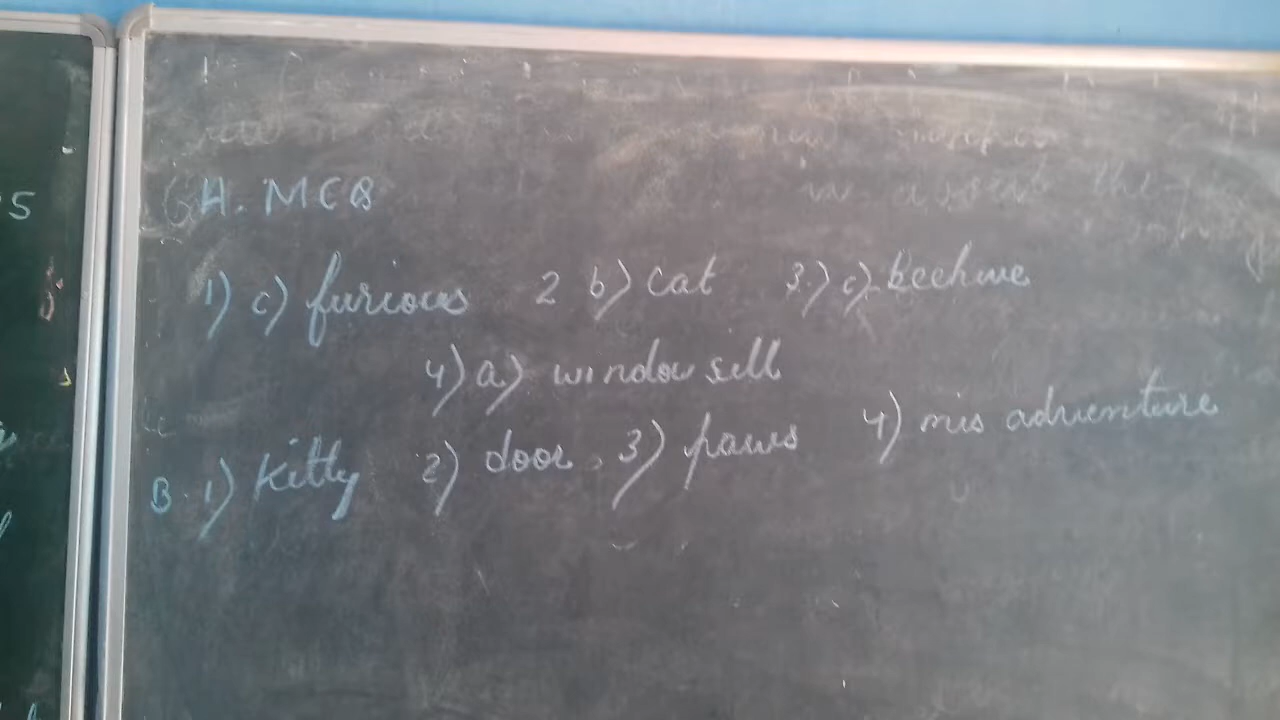 A. MCQ
1) c) furious 2 b) cat 3.) c) beehive
4) a) window sill
B. 1) Kitty 2) door, 3) paws 4) mis adventure
5